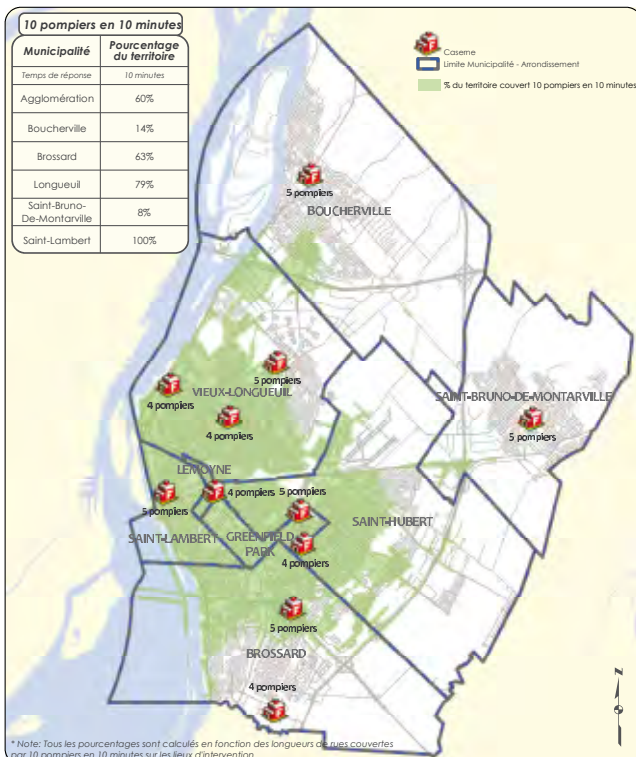 10 pompiers en 10 minutes
Municipalité
Pourcentage
du territoire
Temps de réponse
10 minutes
Agglomération
60%
Boucherville
14%
Brossard
63%
Longueuil
79%
Saint-Bruno-
De-Montarville
8%
Saint-Lambert
100%
Caserne
Limite Municipalité - Arrondissement
% du territoire couvert 10 pompiers en 10 minutes
5 pompiers
BOUCHERVILLE
5 pompiers
VIEUX-LONGUEUIL
4 pompiers
4 pompiers
SAINT-BRUNO-DE-MONTARVILLE
5 pompiers
LEMOYNE
4 pompiers
5 pompiers
5 pompiers
SAINT-HUBERT
SAINT-LAMBERT
GREENFIELD
PARK
4 pompiers
5 pompiers
BROSSARD
4 pompiers
N
* Note: Tous les pourcentages sont calculés en fonction des longueurs de rues couvertes
par 10 pompiers en 10 minutes sur les lieux d'intervention